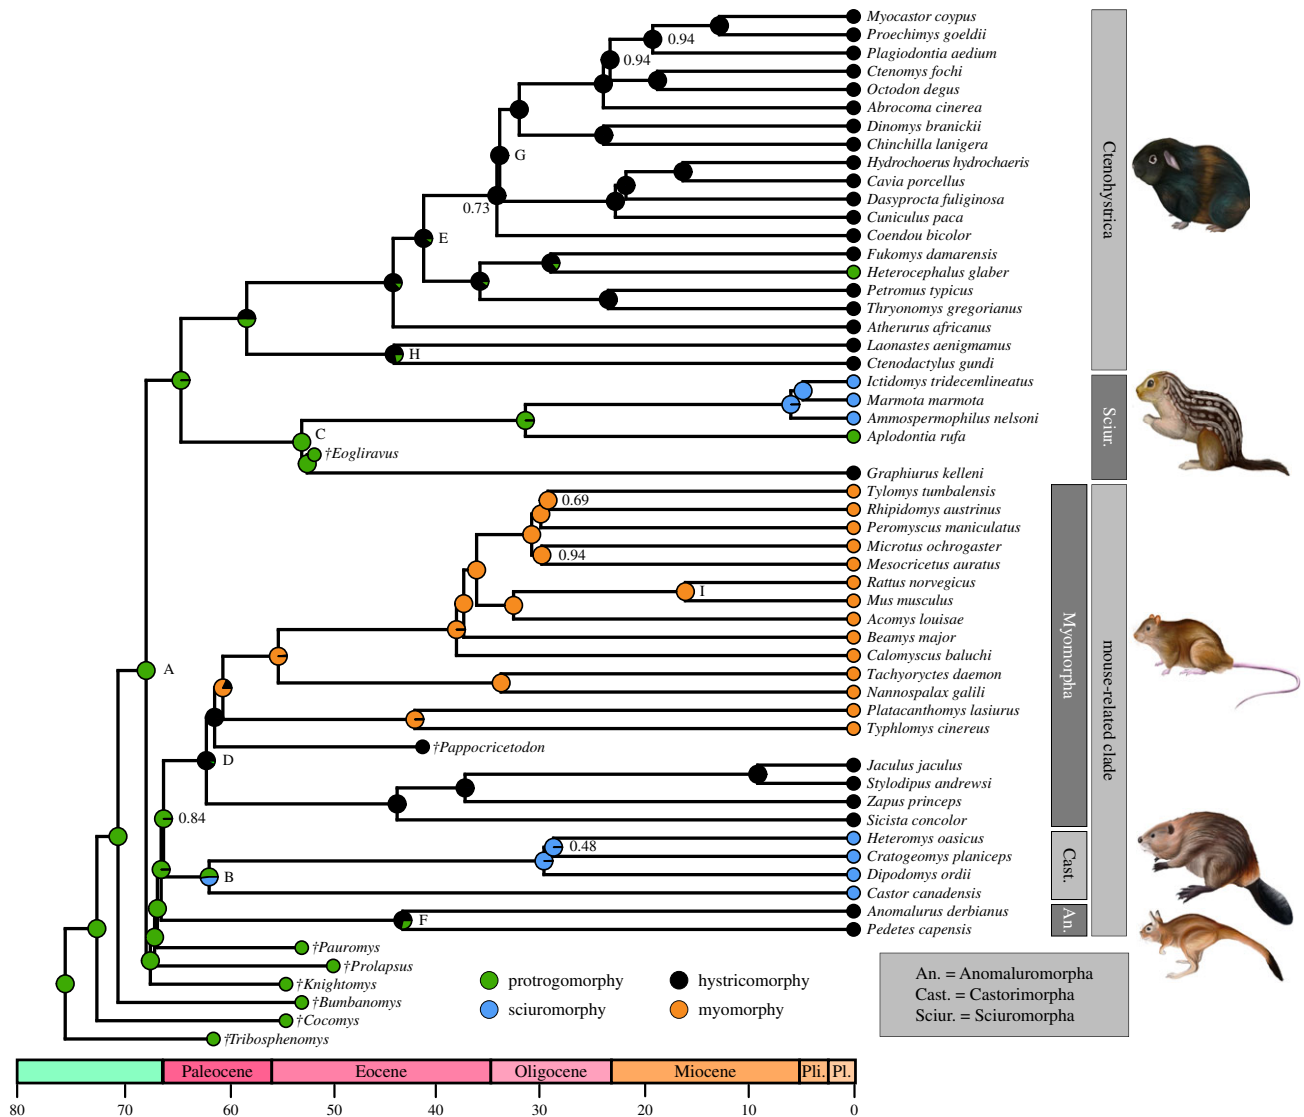 Myocastor coypus
Proechimys goeldii
0.94
Plagiodontia aedium
0.94
Ctenomys fochi
Octodon degus
Abrocoma cinerea
Dinomys branickii
Chinchilla lanigera
G
Hydrochoerus hydrochaeris
Cavia porcellus
Dasyprocta fuliginosa
0.73
Cuniculus paca
Coendou bicolor
E
Fukomys damarensis
Heterocephalus glaber
Petromus typicus
Thryonomys gregorianus
Atherurus africanus
Laonastes aenigmamus
H
Ctenodactylus gundi
Ctenohystrica
Ictidomys tridecemlineatus
Marmota marmota
Ammospermophilus nelsoni
C
Aplodontia rufa
†Eogliravus
Graphiurus kelleni
Sciur.
Tylomys tumbalensis
0.69
Rhipidomys austrinus
Peromyscus maniculatus
Microtus ochrogaster
0.94
Mesocricetus auratus
Rattus norvegicus
I
Mus musculus
Acomys louisae
Beamys major
Calomyscus baluchi
A
Tachyoryctes daemon
Nannospalax galili
Platacanthomys lasiurus
Typhlomys cinereus
†Pappocricetodon
D
Jaculus jaculus
Stylodipus andrewsi
Zapus princeps
0.84
Sicista concolor
Myomorpha
mouse-related clade
Heteromys oasicus
0.48
Cratogeomys planiceps
B
Dipodomys ordii
Castor canadensis
Cast.
Anomalurus derbianus
F
Pedetes capensis
An.
†Pauromys
†Prolapsus
†Knightomys
†Bumbanomys
†Cocomys
†Tribosphenomys
protrogomorphy
hystricomorphy
sciuromorphy
myomorphy
An. = Anomaluromorpha
Cast. = Castorimorpha
Sciur. = Sciuromorpha
Paleocene
Eocene
Oligocene
Miocene
Pli.
Pl.
80 70 60 50 40 30 20 10 0